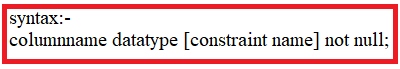 syntax:-
columnname datatype [constraint name] not null;